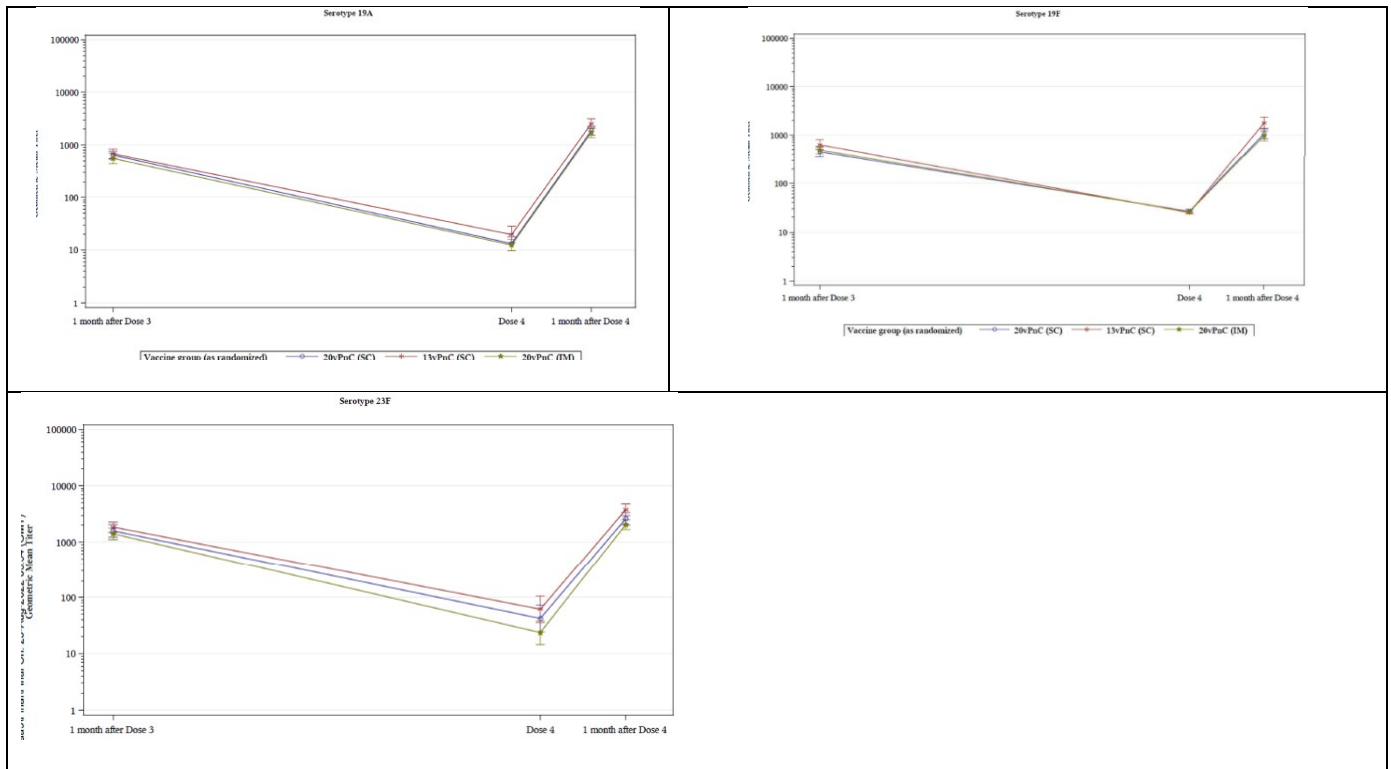 Serotype 19A
100000
10000
1000
100
10
1
1 month after Dose 3 Dose 4 1 month after Dose 4
Vaccine group (as randomized) 20vPnC (SC) 13vPnC (SC) 20vPnC (IM)
Serotype 19F
100000
10000
1000
100
10
1
1 month after Dose 3 Dose 4 1 month after Dose 4
Vaccine group (as randomized) 20vPnC (SC) 13vPnC (SC) 20vPnC (IM)
Serotype 23F
Geometric Mean Titer
100000
10000
1000
100
10
1
1 month after Dose 3 Dose 4 1 month after Dose 4